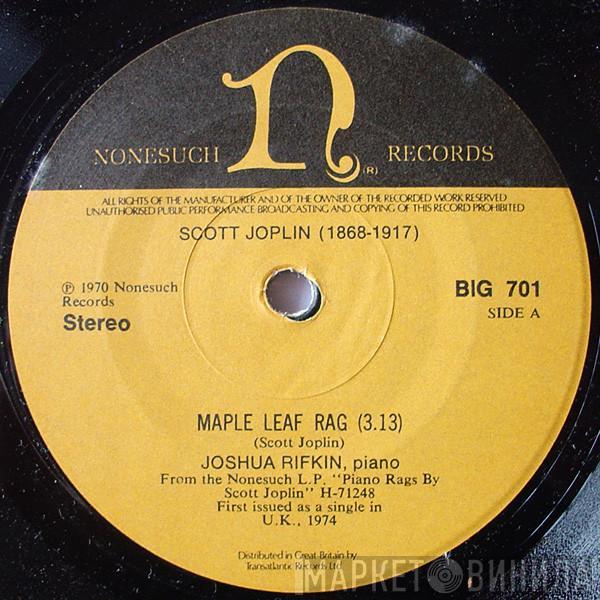 n
NONESUCH (R) RECORDS
ALL RIGHTS OF THE MANUFACTURER AND OF THE OWNER OF THE RECORDED WORK RESERVED
UNAUTHORISED PUBLIC PERFORMANCE BROADCASTING AND COPYING OF THIS RECORD PROHIBITED
SCOTT JOPLIN (1868-1917)
℗ 1970 Nonesuch
Records
Stereo
BIG 701
SIDE A
MAPLE LEAF RAG (3.13)
(Scott Joplin)
JOSHUA RIFKIN, piano
From the Nonesuch L.P. "Piano Rags By
Scott Joplin" H-71248
First issued as a single in
U.K., 1974
Distributed in Great Britain by
Transatlantic Records Ltd
МАРКЕТ ВИНИЛА